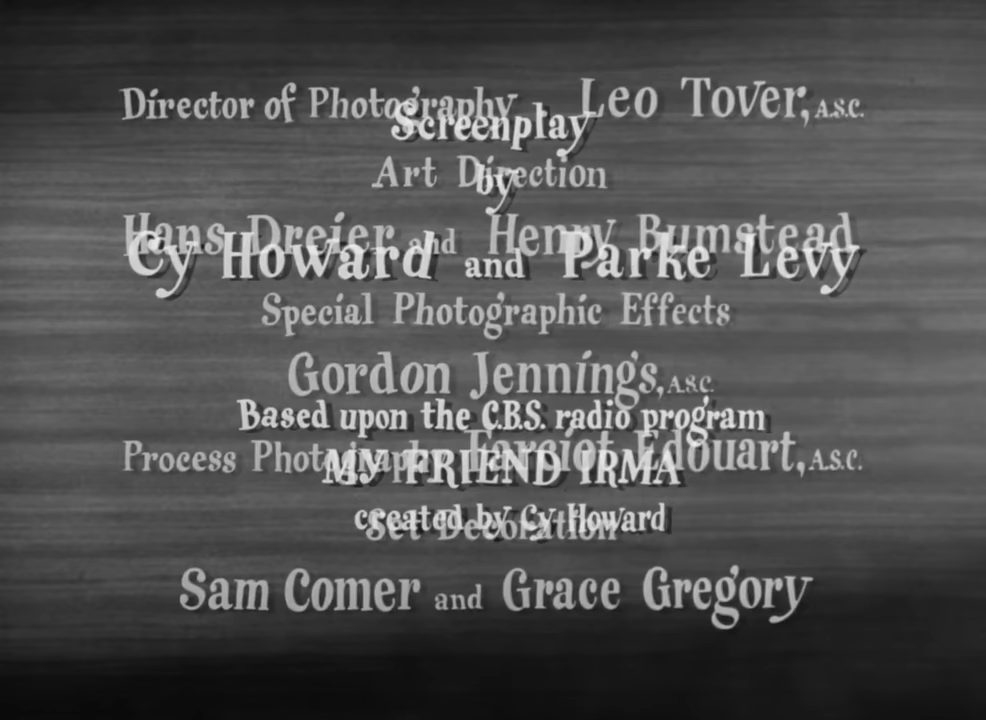 Director of Photography Leo Tover, A.S.C.
Screenplay
Art Direction
by
Hans Dreier and Henry Bumstead
Cy Howard and Parke Levy
Special Photographic Effects
Gordon Jennings, A.S.C.
Based upon the C.B.S. radio program
Process Photography Farciot Edouart, A.S.C.
MY FRIEND IRMA
created by Cy Howard
Set Decoration
Sam Comer and Grace Gregory